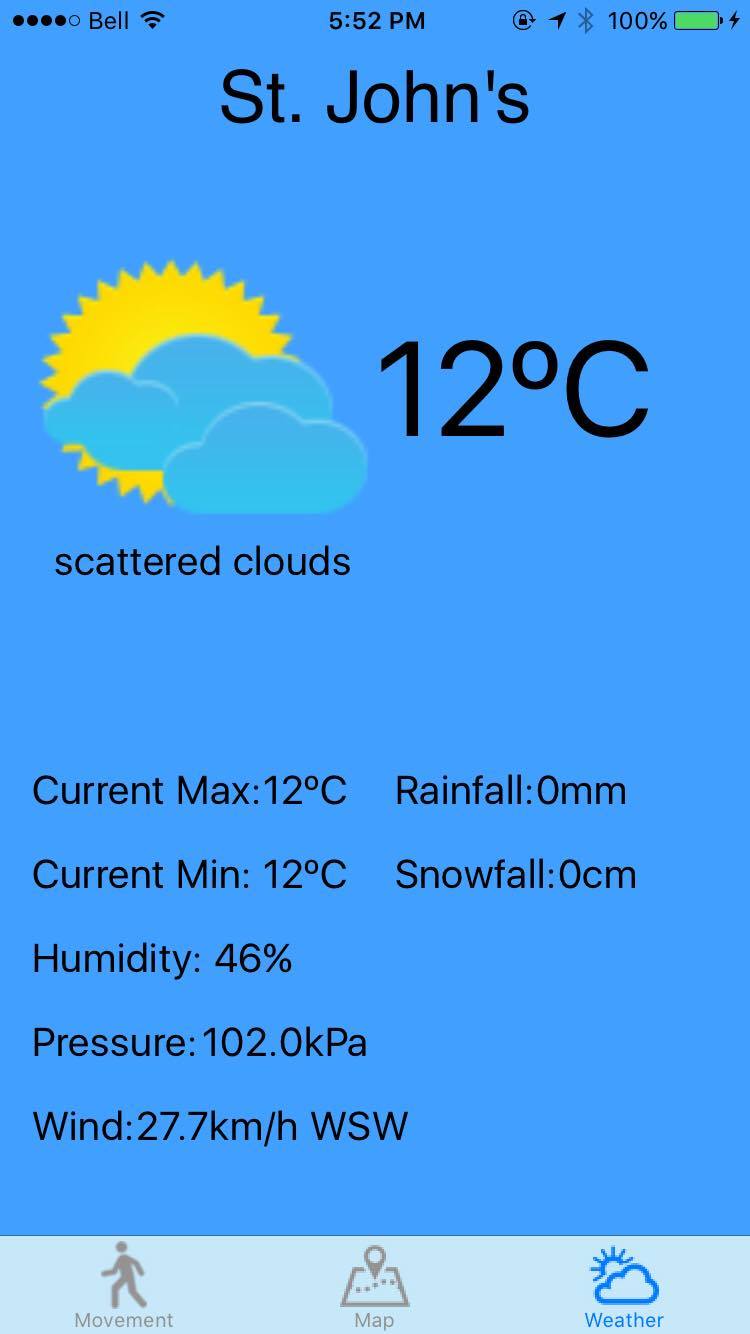 Bell 5:52 PM 100%
St. John's
12ºC
scattered clouds
Current Max:12ºC Rainfall:0mm
Current Min: 12ºC Snowfall:0cm
Humidity: 46%
Pressure:102.0kPa
Wind:27.7km/h WSW
Movement Map Weather